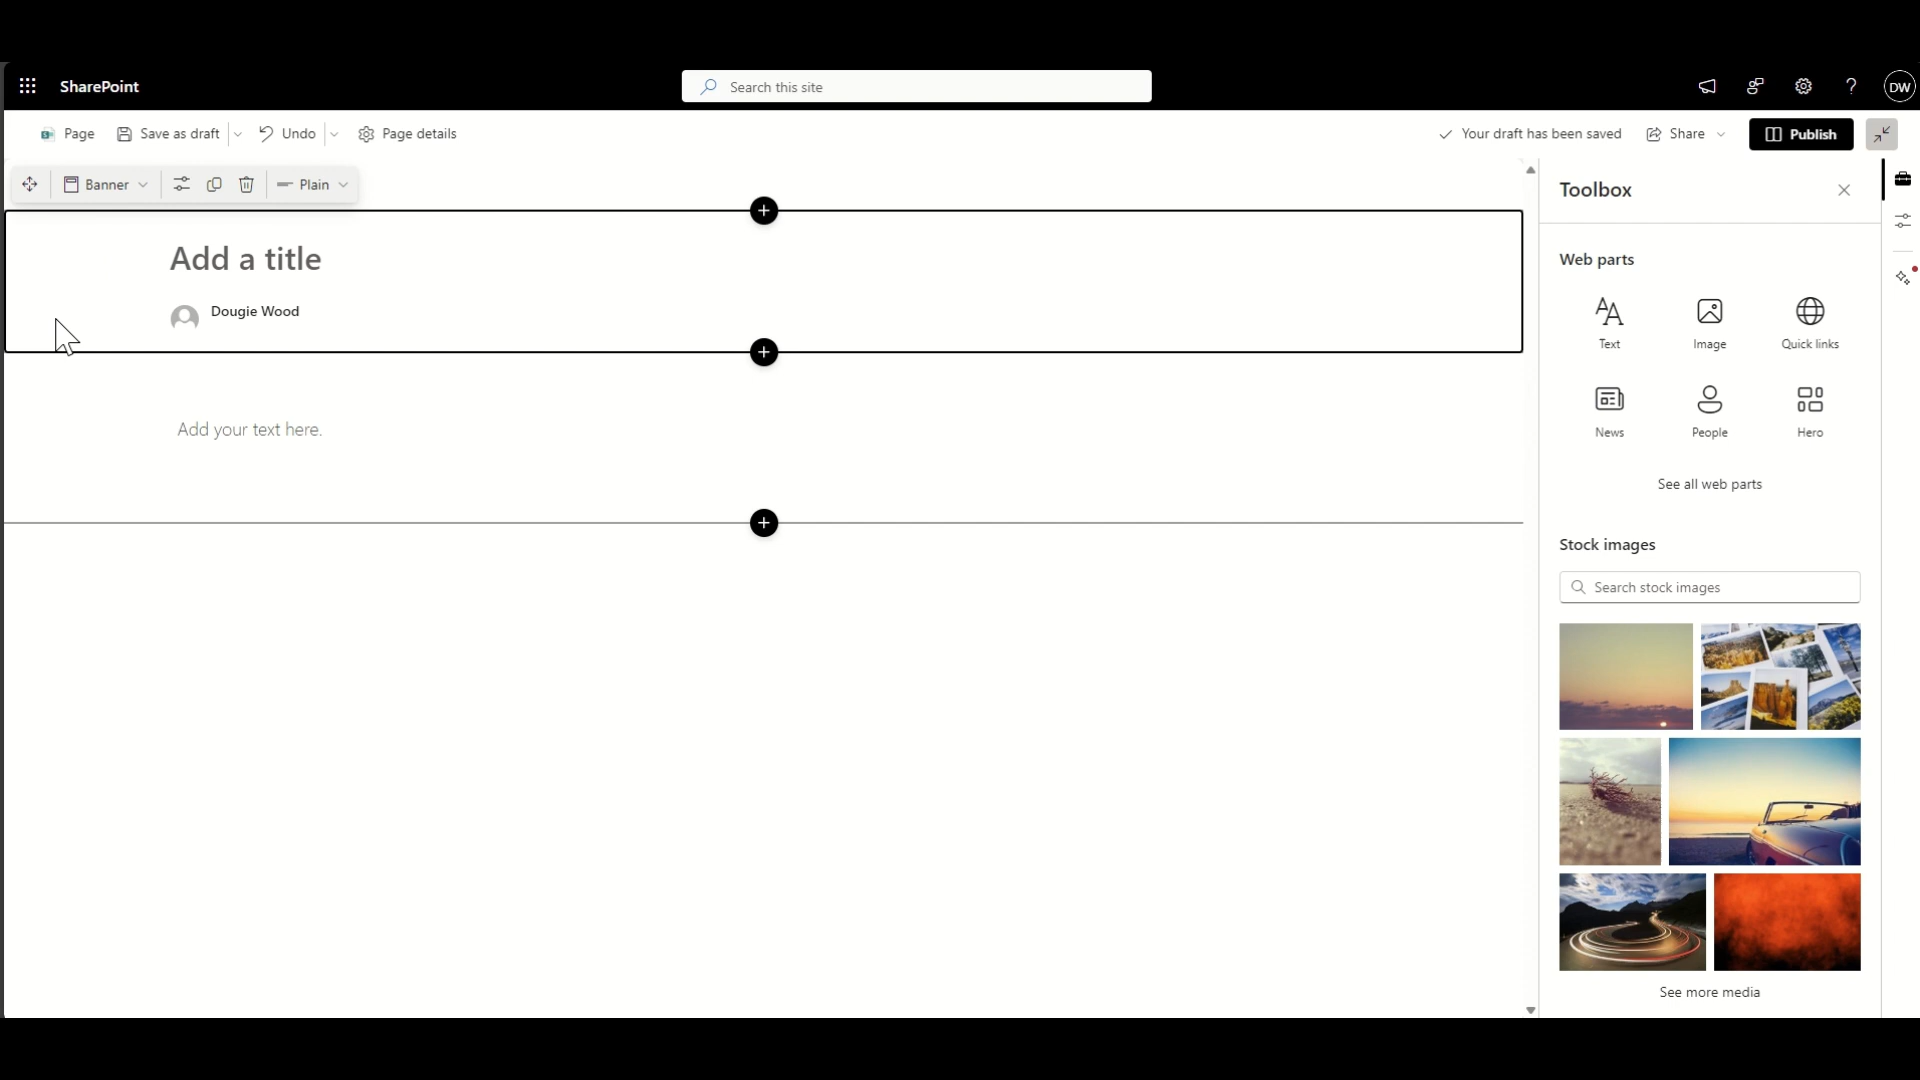 SharePoint
Search this site
DW
Page
Save as draft
Undo
Page details
Your draft has been saved
Share
Publish
Banner
Plain
Add a title
Dougie Wood
Add your text here.
Toolbox
Web parts
Text
Image
Quick links
News
People
Hero
See all web parts
Stock images
Search stock images
See more media